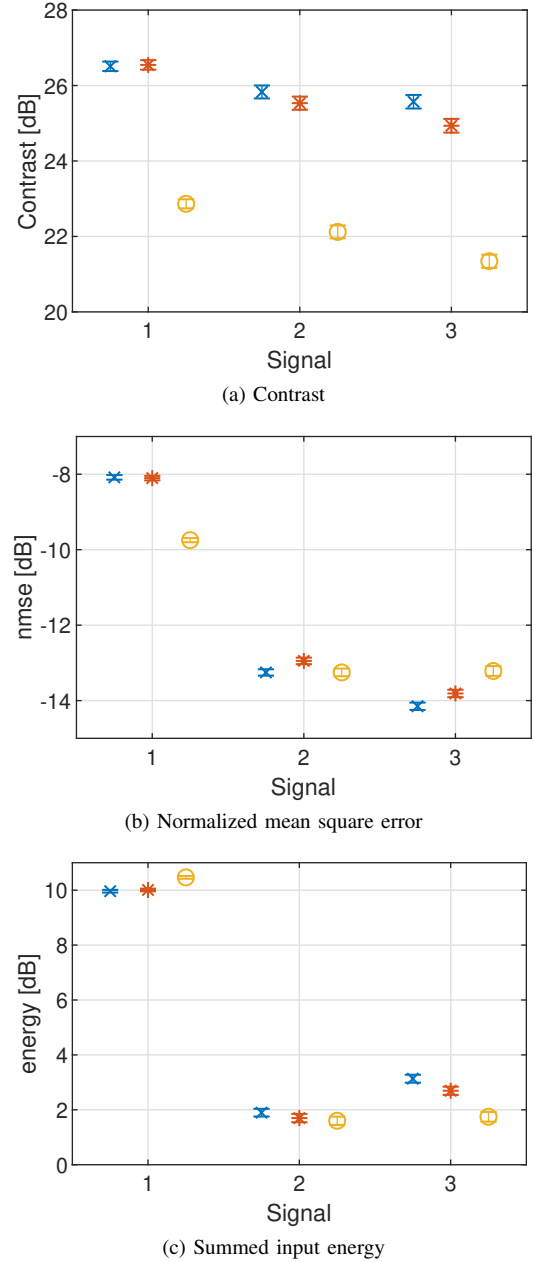 28
26
24
22
20
Contrast [dB]
1 2 3
Signal
(a) Contrast
-8
-10
-12
-14
nmse [dB]
1 2 3
Signal
(b) Normalized mean square error
10
8
6
4
2
0
energy [dB]
1 2 3
Signal
(c) Summed input energy